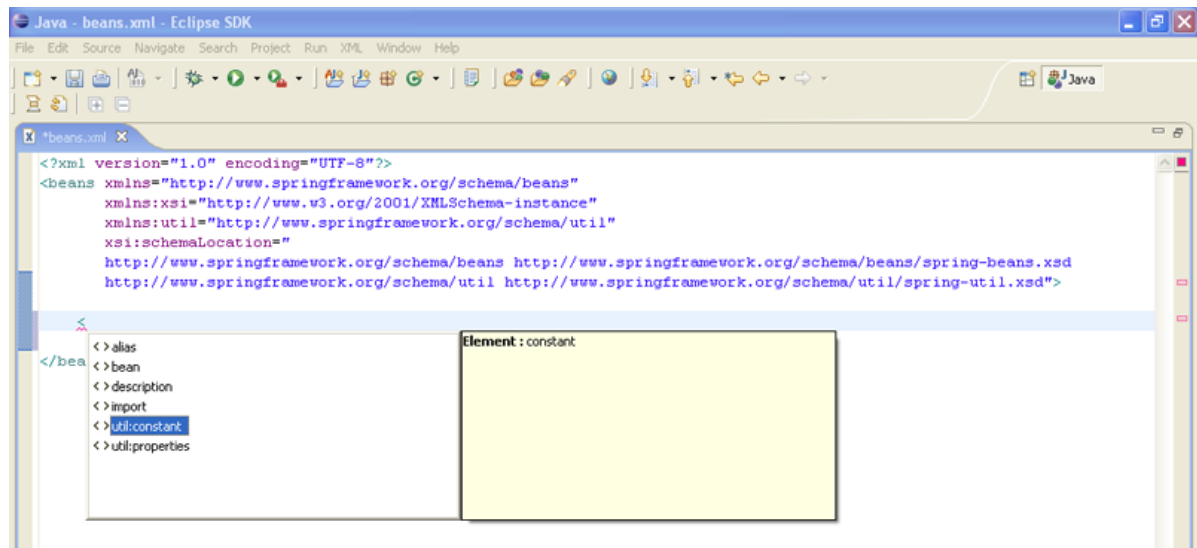 Java - beans.xml - Eclipse SDK
File Edit Source Navigate Search Project Run XML Window Help
Java
*beans.xml
<?xml version="1.0" encoding="UTF-8"?>
<beans xmlns="http://www.springframework.org/schema/beans"
xmlns:xsi="http://www.w3.org/2001/XMLSchema-instance"
xmlns:util="http://www.springframework.org/schema/util"
xsi:schemaLocation="
http://www.springframework.org/schema/beans http://www.springframework.org/schema/beans/spring-beans.xsd
http://www.springframework.org/schema/util http://www.springframework.org/schema/util/spring-util.xsd">
<
< > alias
</bea
< > bean
< > description
< > import
< > util:constant
< > util:properties
Element : constant